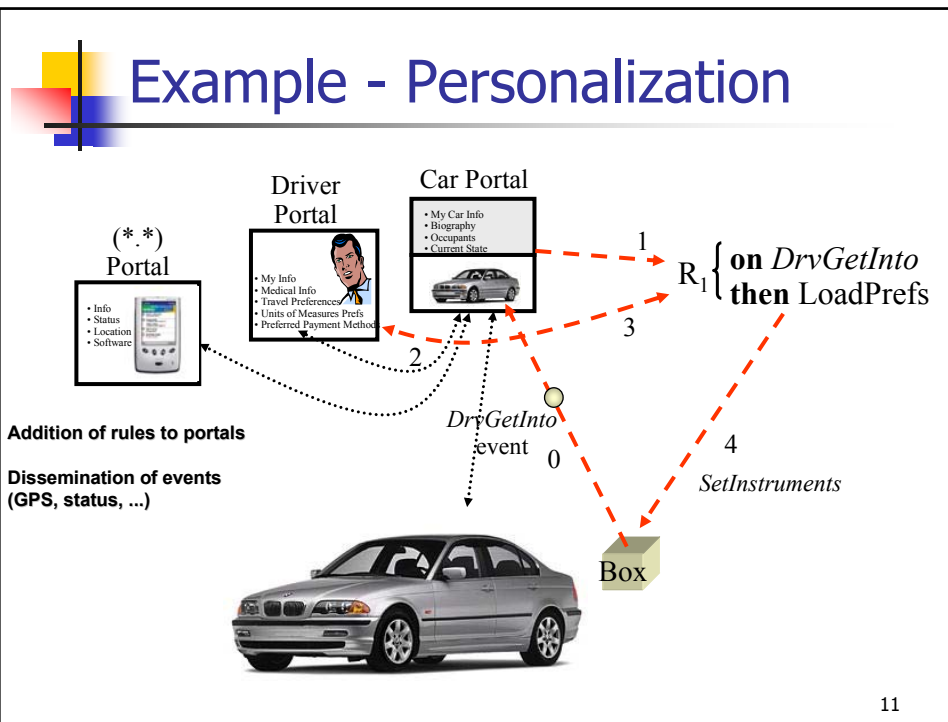 Example - Personalization
Driver
Portal
Car Portal
(*.*)
Portal
• My Car Info
• Biography
• Occupants
• Current State
• My Info
• Medical Info
• Travel Preferences
• Units of Measures Prefs
• Preferred Payment Methods
• Info
• Status
• Location
• Software
1
R1 { on DrvGetInto
then LoadPrefs
3
2
Addition of rules to portals
Dissemination of events
(GPS, status, ...)
DrvGetInto
event
0
4
SetInstruments
Box
11